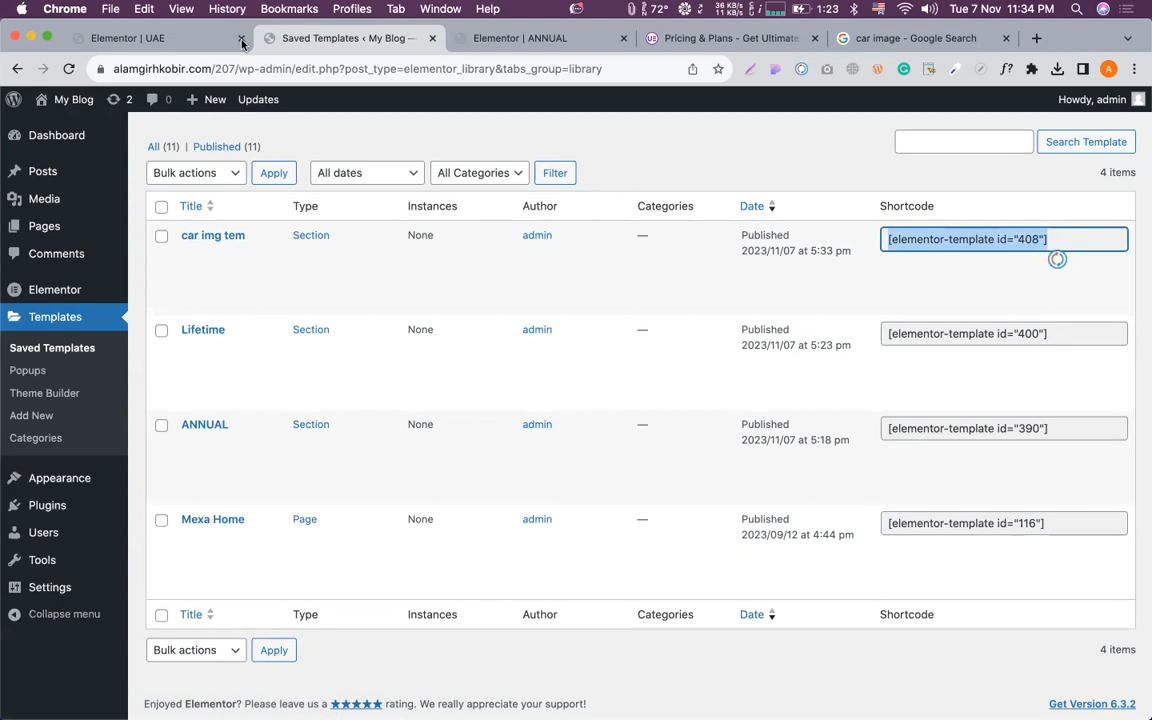 Chrome File Edit View History Bookmarks Profiles Tab Window Help 72° 36 KB/s 11 KB/s 1:23 Tue 7 Nov 11:34 PM
Elementor | UAE Saved Templates ‹ My Blog — Elementor | ANNUAL Pricing & Plans - Get Ultimate car image - Google Search
alamgirhkobir.com/207/wp-admin/edit.php?post_type=elementor_library&tabs_group=library f? A
My Blog 2 0 New Updates Howdy, admin
Dashboard
Posts
Media
Pages
Comments
Elementor
Templates
Saved Templates
Popups
Theme Builder
Add New
Categories
Appearance
Plugins
Users
Tools
Settings
Collapse menu
All (11) | Published (11)
Search Template
Bulk actions Apply All dates All Categories Filter 4 items
Title Type Instances Author Categories Date Shortcode
car img tem Section None admin — Published [elementor-template id="408"]
2023/11/07 at 5:33 pm
Lifetime Section None admin — Published [elementor-template id="400"]
2023/11/07 at 5:23 pm
ANNUAL Section None admin — Published [elementor-template id="390"]
2023/11/07 at 5:18 pm
Mexa Home Page None admin — Published [elementor-template id="116"]
2023/09/12 at 4:44 pm
Title Type Instances Author Categories Date Shortcode
Bulk actions Apply 4 items
Enjoyed Elementor? Please leave us a ★★★★★ rating. We really appreciate your support! Get Version 6.3.2